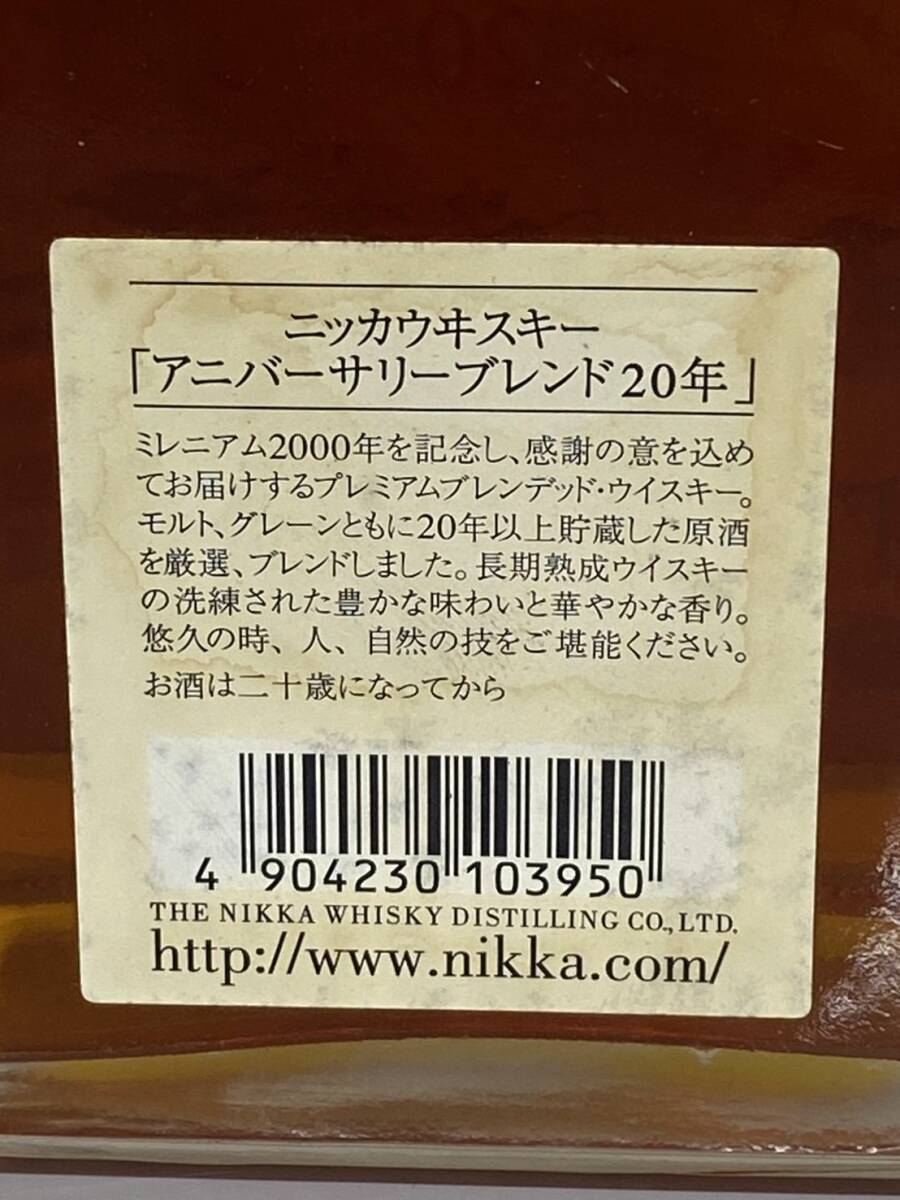 20
ニッカウヰスキー
「アニバーサリーブレンド20年」
ミレニアム2000年を記念し、感謝の意を込め
てお届けするプレミアムブレンデッド・ウイスキー。
モルト、グレーンともに20年以上貯蔵した原酒
を厳選、ブレンドしました。長期熟成ウイスキー
の洗練された豊かな味わいと華やかな香り。
悠久の時、人、自然の技をご堪能ください。
お酒は二十歳になってから
4 904230 103950
THE NIKKA WHISKY DISTILLING CO., LTD.
http://www.nikka.com/